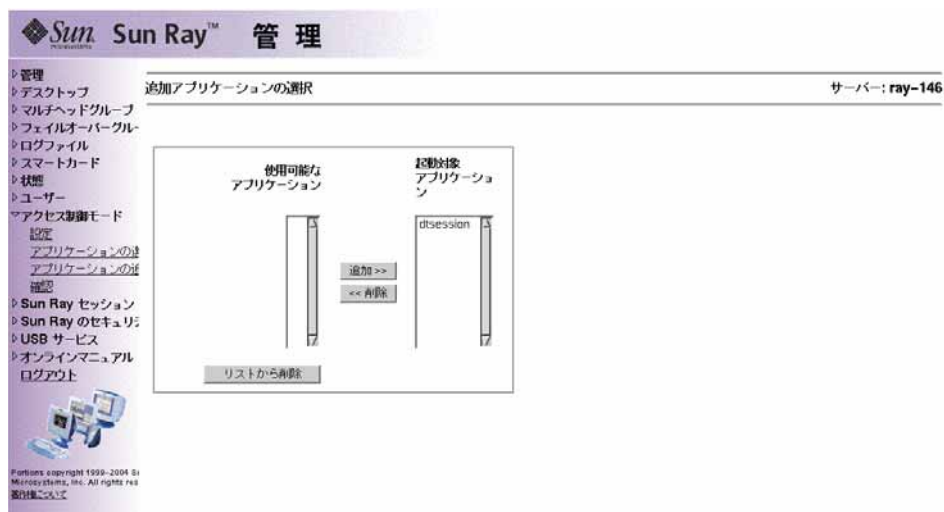 Sun
Sun Ray™ 管理
管理
デスクトップ
マルチヘッドグループ
フェイルオーバーグルー
ログファイル
スマートカード
状態
ユーザー
アクセス制御モード
設定
アプリケーションの
アプリケーションの
確認
Sun Ray セッション
Sun Ray のセキュリ
USB サービス
オンラインマニュアル
ログアウト
Portions copyright 1999-2004
Microsystems, Inc. All rights res
著作権について
追加アプリケーションの選択
サーバー: ray-146
使用可能な
アプリケーション
起動対象
アプリケーショ
ン
dtsession
追加 >>
<< 削除
リストから削除